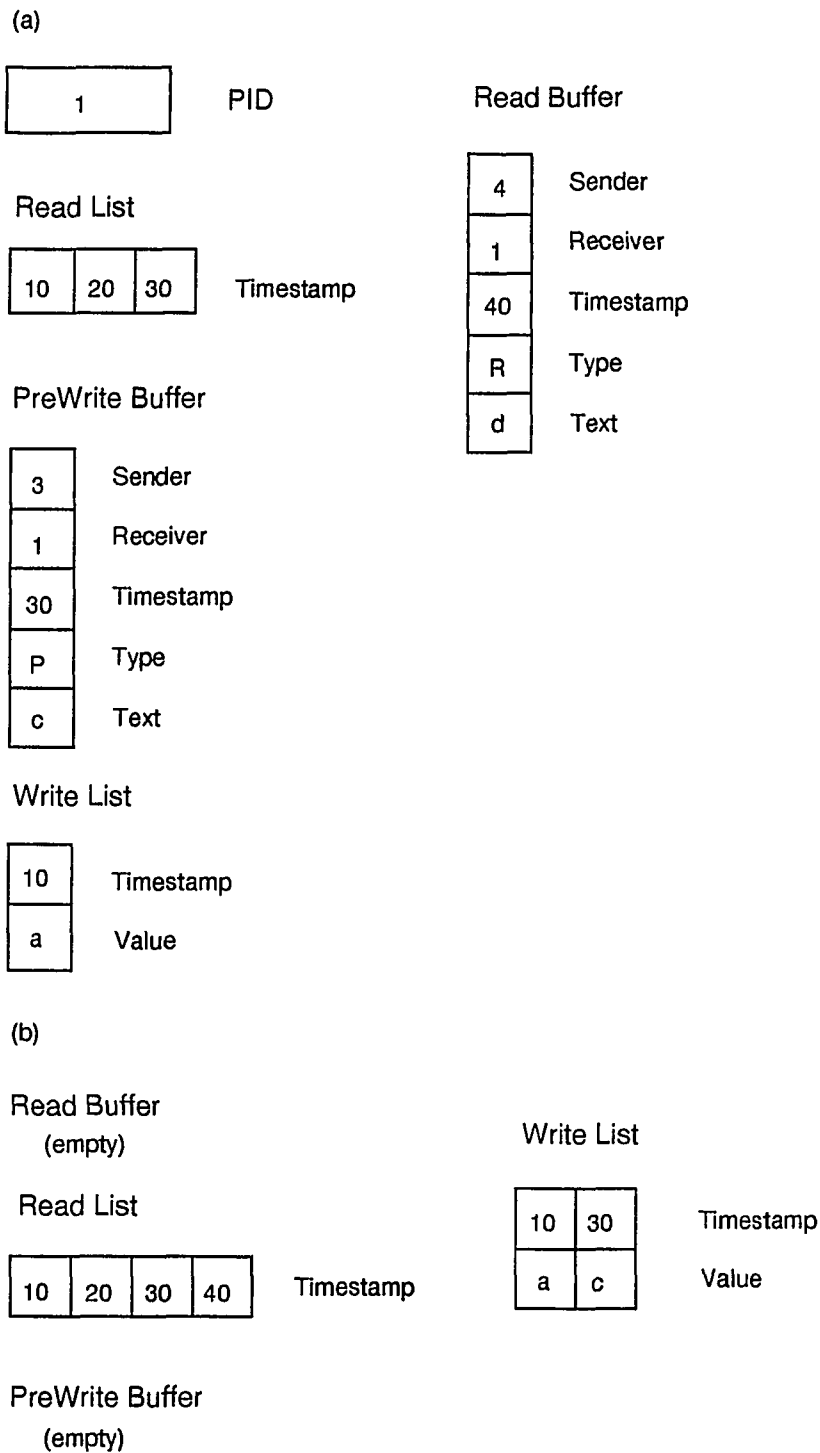 (a)
1 PID
Read List
10 20 30 Timestamp
PreWrite Buffer
3 Sender
1 Receiver
30 Timestamp
P Type
c Text
Write List
10 Timestamp
a Value
Read Buffer
4 Sender
1 Receiver
40 Timestamp
R Type
d Text
(b)
Read Buffer
(empty)
Read List
10 20 30 40 Timestamp
PreWrite Buffer
(empty)
Write List
10 30 Timestamp
a c Value